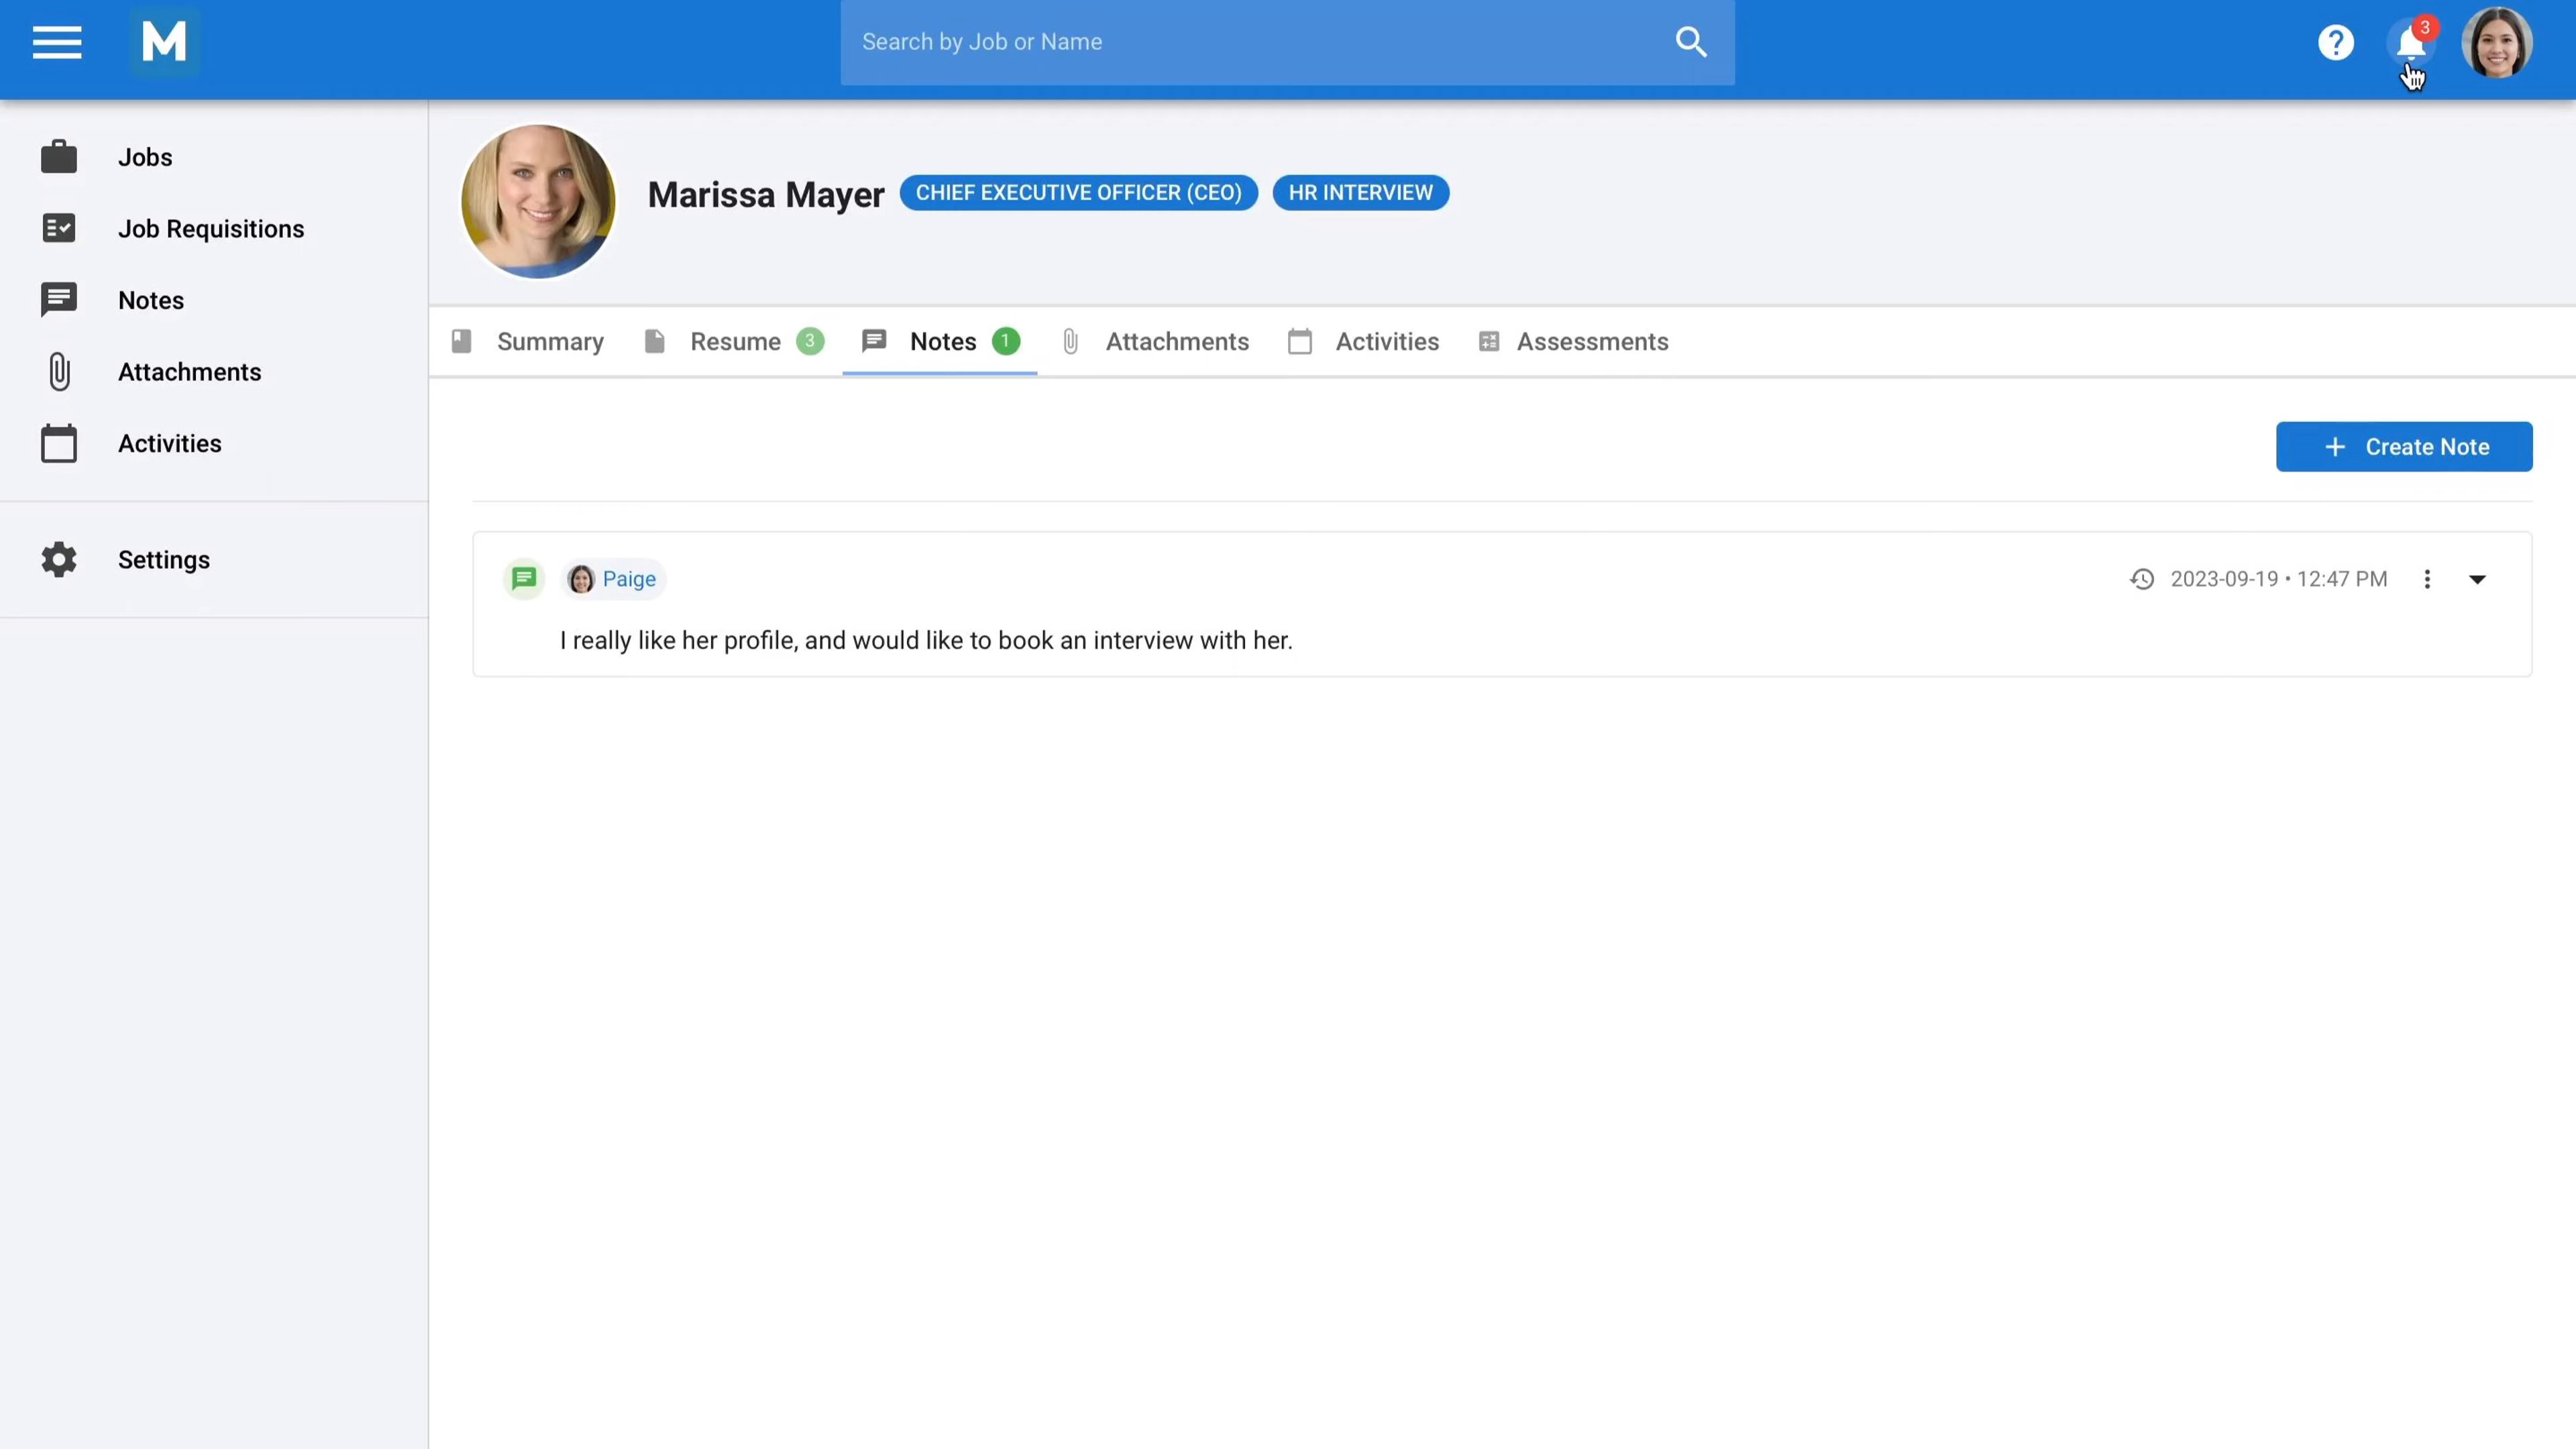 M
Search by Job or Name
?
3
Jobs
Job Requisitions
Notes
Attachments
Activities
Settings
Marissa Mayer CHIEF EXECUTIVE OFFICER (CEO) HR INTERVIEW
Summary Resume 3 Notes 1 Attachments Activities Assessments
+ Create Note
Paige 2023-09-19 • 12:47 PM
I really like her profile, and would like to book an interview with her.